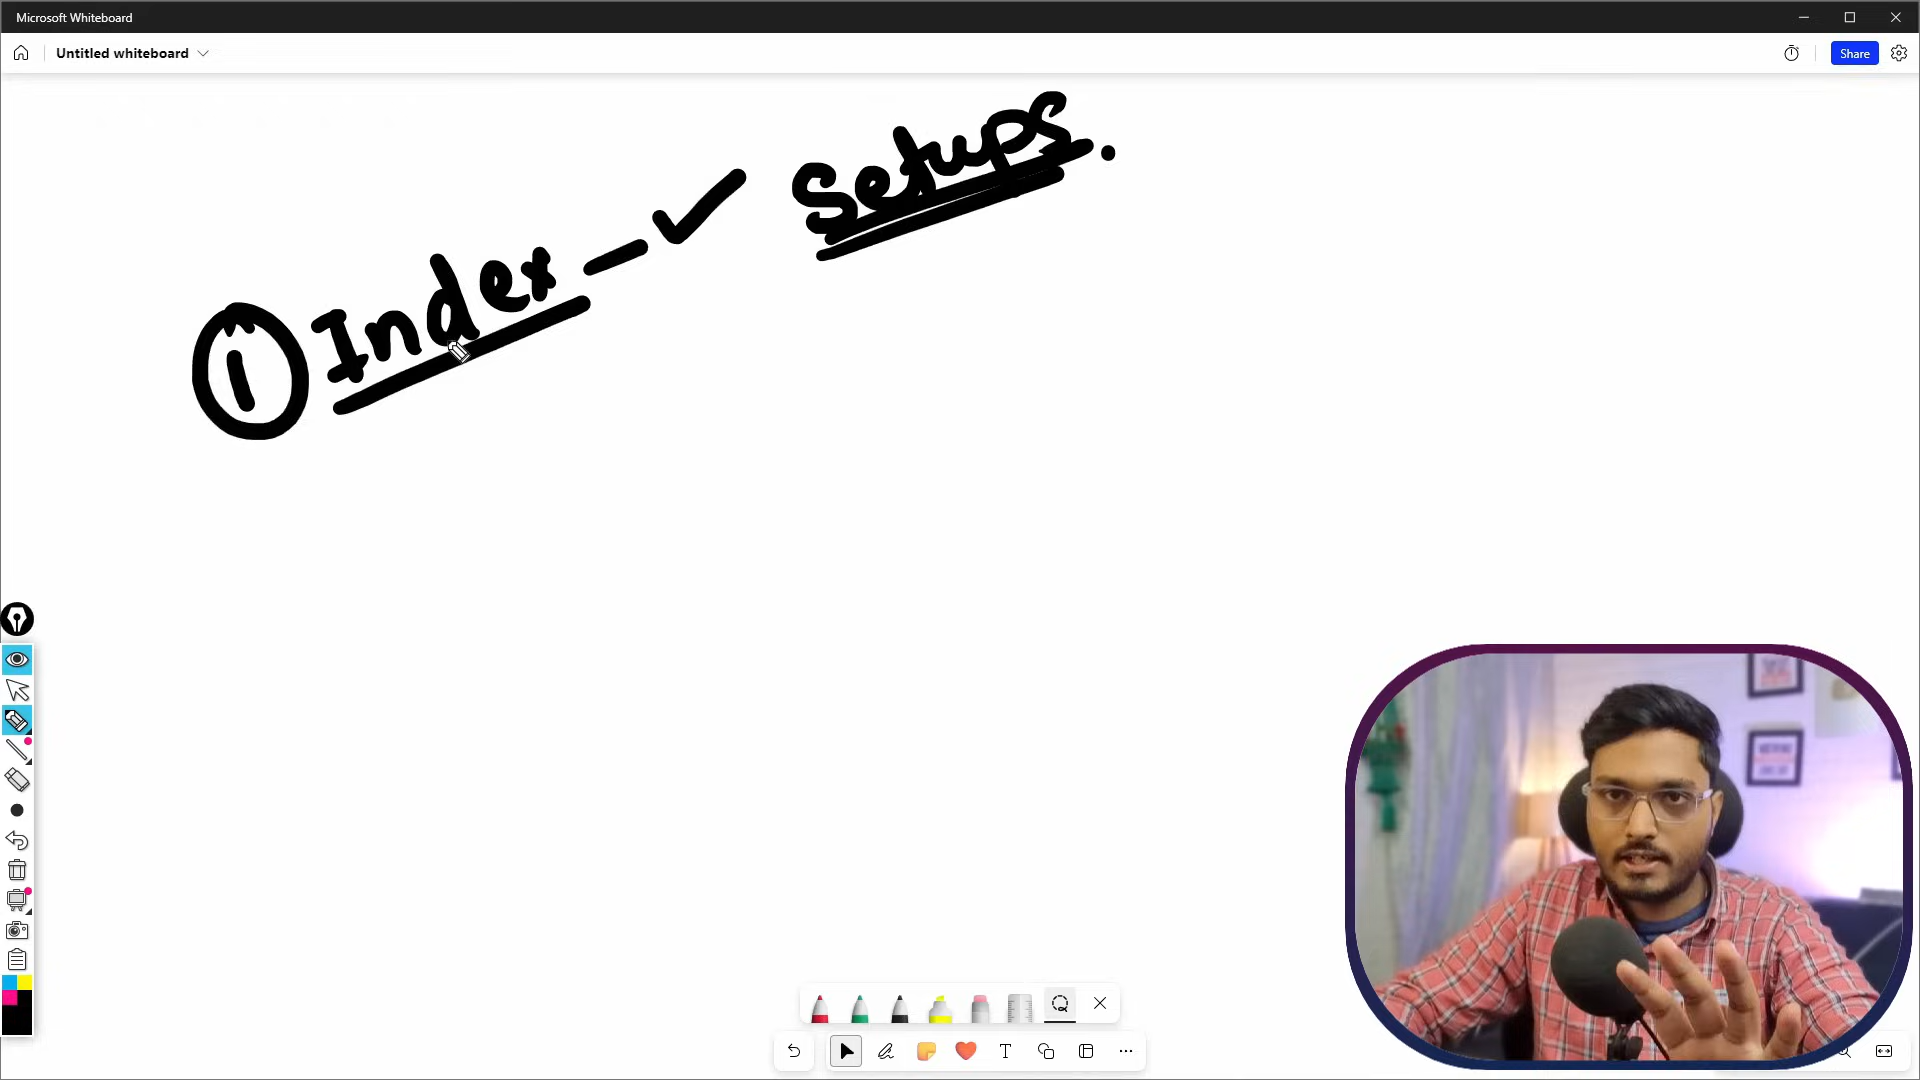 Microsoft Whiteboard
Untitled whiteboard
Share
Setups.
① Index - ✓
T